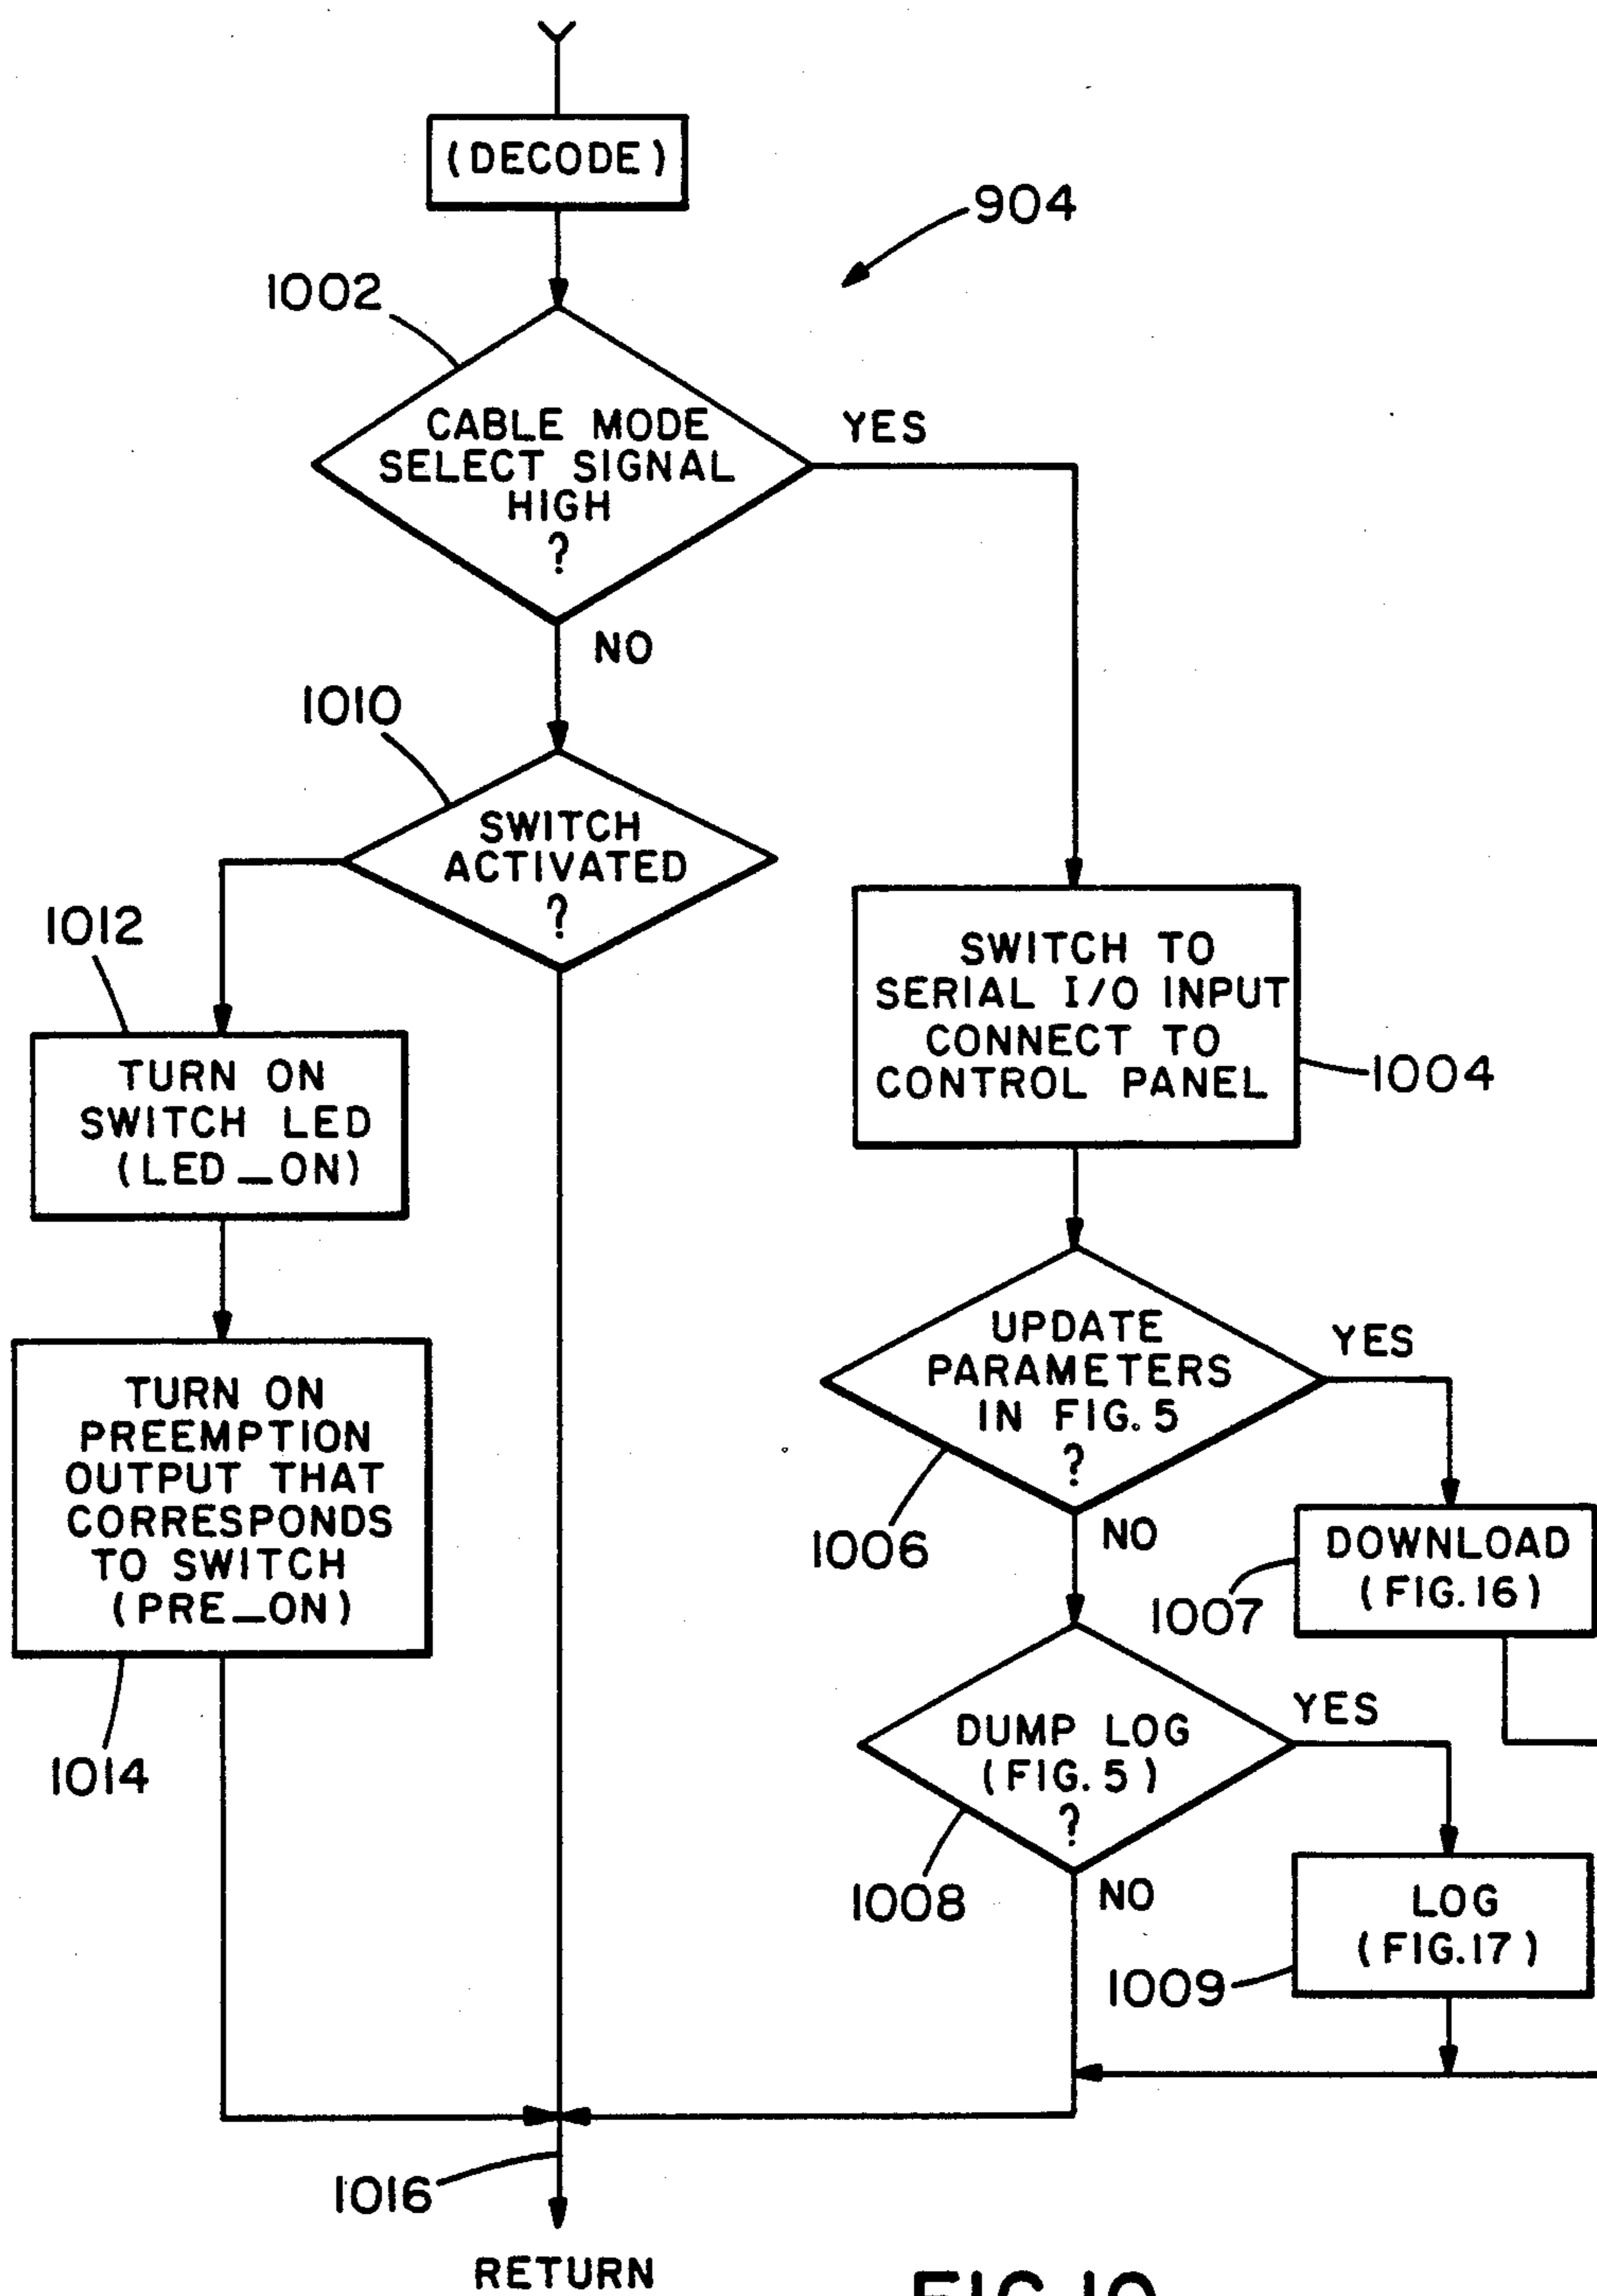 (DECODE)
904
1002
CABLE MODE
SELECT SIGNAL
HIGH
?
YES
NO
1010
SWITCH
ACTIVATED
?
1012
TURN ON
SWITCH LED
(LED_ON)
SWITCH TO
SERIAL I/O INPUT
CONNECT TO
CONTROL PANEL
1004
TURN ON
PREEMPTION
OUTPUT THAT
CORRESPONDS
TO SWITCH
(PRE_ON)
1014
UPDATE
PARAMETERS
IN FIG. 5
?
YES
1006
NO
DOWNLOAD
(FIG. 16)
1007
DUMP LOG
(FIG. 5)
?
YES
1008
NO
LOG
(FIG. 17)
1009
1016
RETURN
FIG. 10